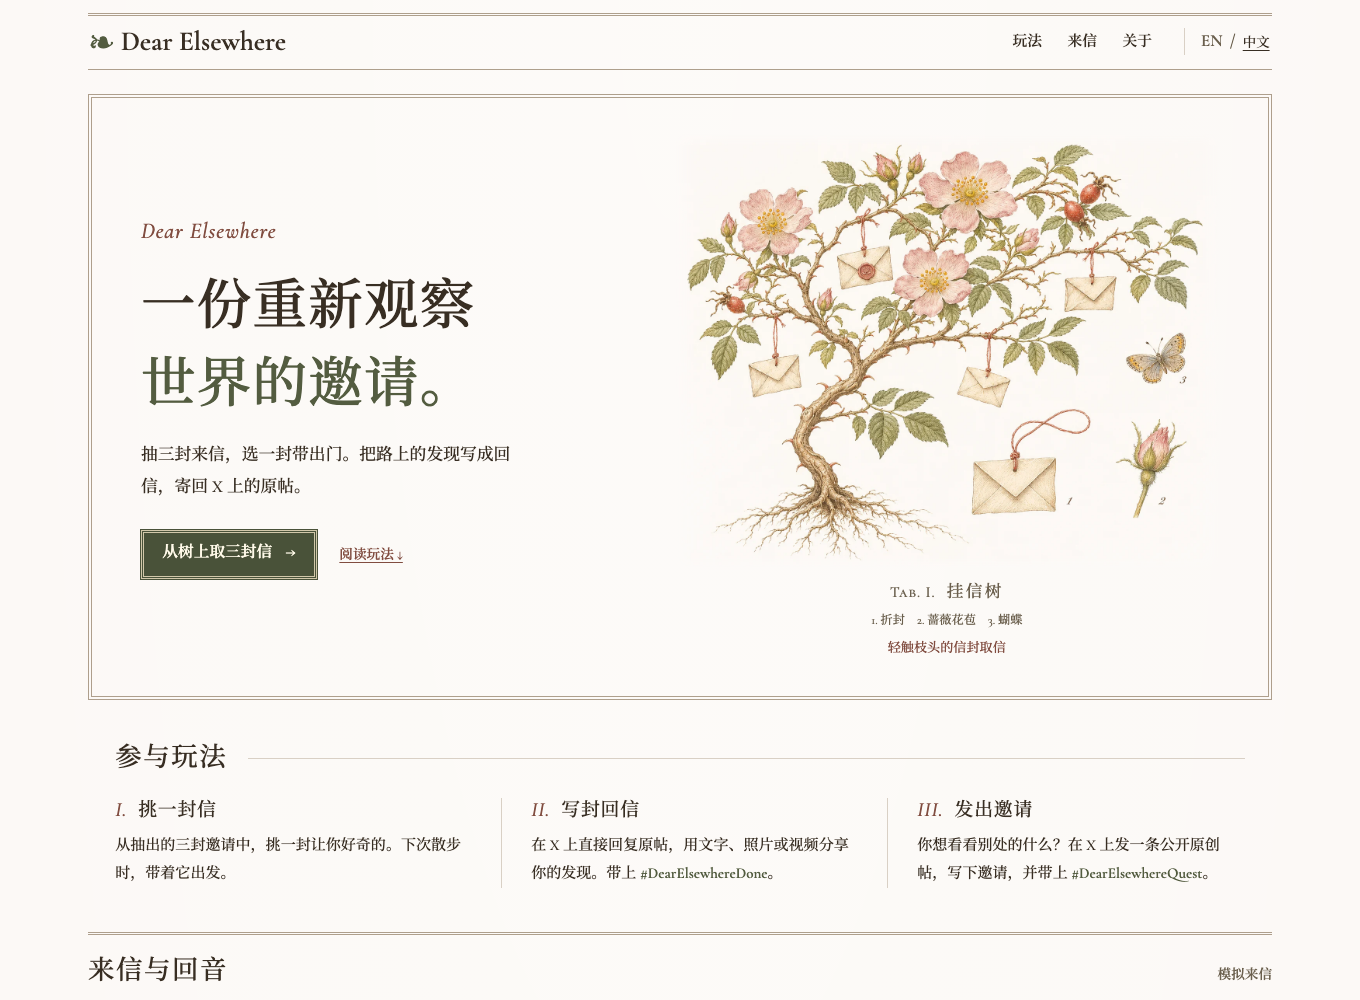 ❧ Dear Elsewhere
玩法 来信 关于 EN / 中文
Dear Elsewhere
一份重新观察
世界的邀请。
抽三封来信，选一封带出门。把路上的发现写成回
信，寄回 X 上的原帖。
从树上取三封信 →
阅读玩法 ↓
1
2
3
Tab. I. 挂信树
1. 折封 2. 蔷薇花苞 3. 蝴蝶
轻触枝头的信封取信
参与玩法
I. 挑一封信
从抽出的三封邀请中，挑一封让你好奇的。下次散步
时，带着它出发。
II. 写封回信
在 X 上直接回复原帖，用文字、照片或视频分享
你的发现。带上 #DearElsewhereDone。
III. 发出邀请
你想看看别处的什么？在 X 上发一条公开原创
帖，写下邀请，并带上 #DearElsewhereQuest。
来信与回音
模拟来信